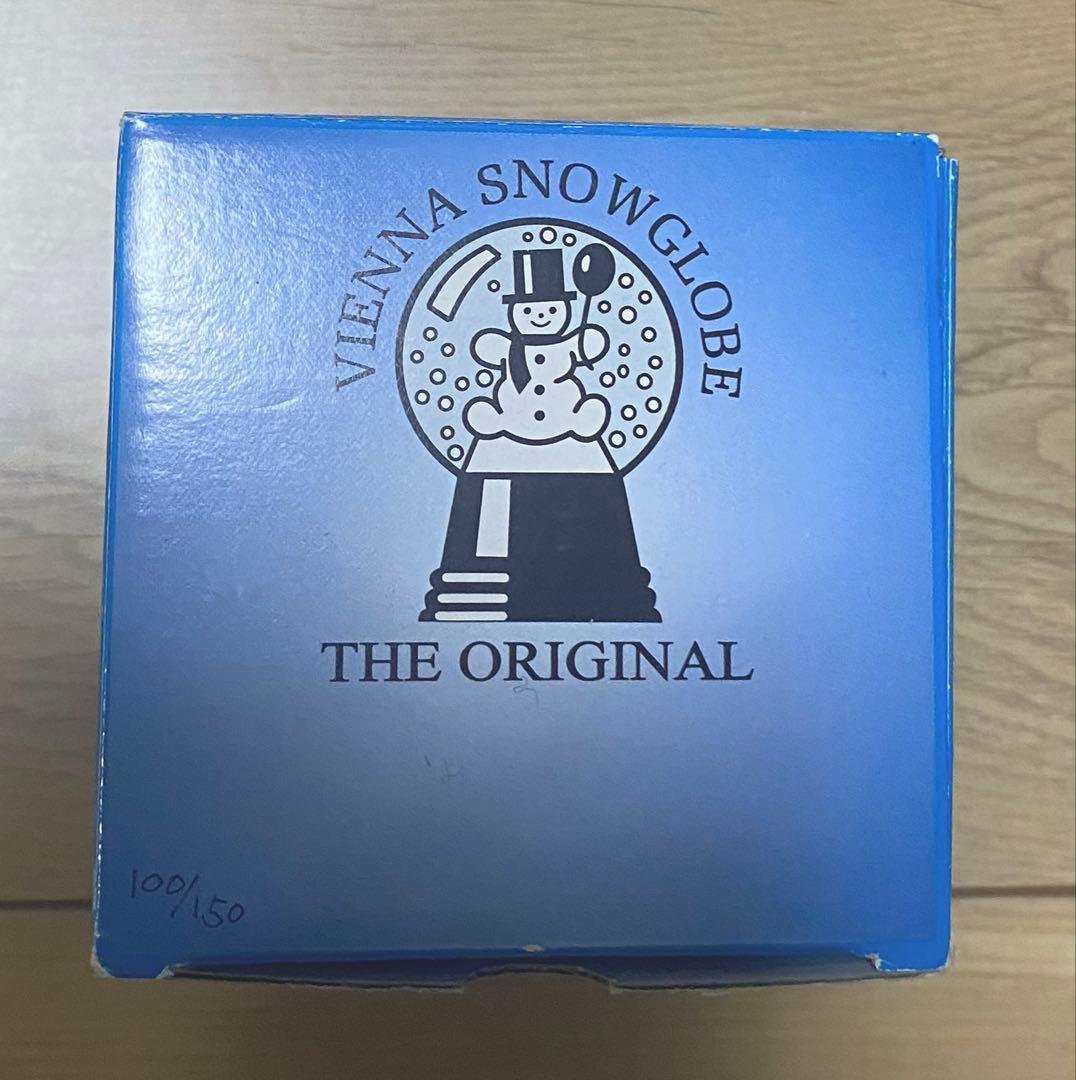 VIENNA SNOWGLOBE
THE ORIGINAL
100/150